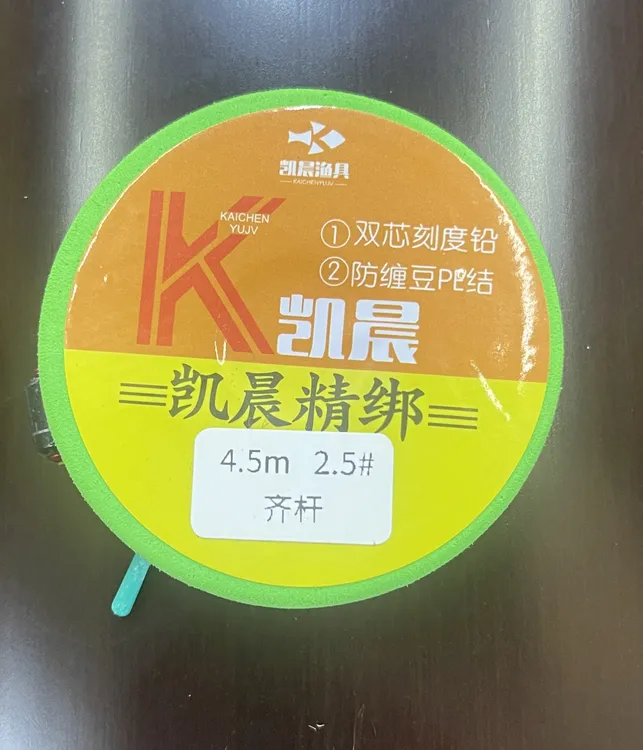 凯晨渔具
KAICHENYUJV
KAICHEN
YUJV
①双芯刻度铅
②防缠豆PE结
凯晨
凯晨精绑
4.5m 2.5#
齐杆